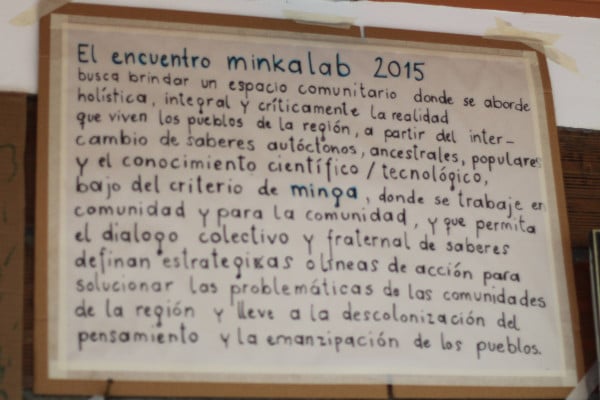 El encuentro minkalab 2015
busca brindar un espacio comunitario donde se aborde
holística, integral y críticamente la realidad
que viven los pueblos de la región, a partir del inter-
cambio de saberes autóctonos, ancestrales, populares
y el conocimiento científico / tecnológico,
bajo del criterio de minga, donde se trabaje en
comunidad y para la comunidad, y que permita
el dialogo colectivo y fraternal de saberes
definan estrategias o líneas de acción para
solucionar las problemáticas de las comunidades
de la región y lleve a la descolonización del
pensamiento y la emanzipación de los pueblos.